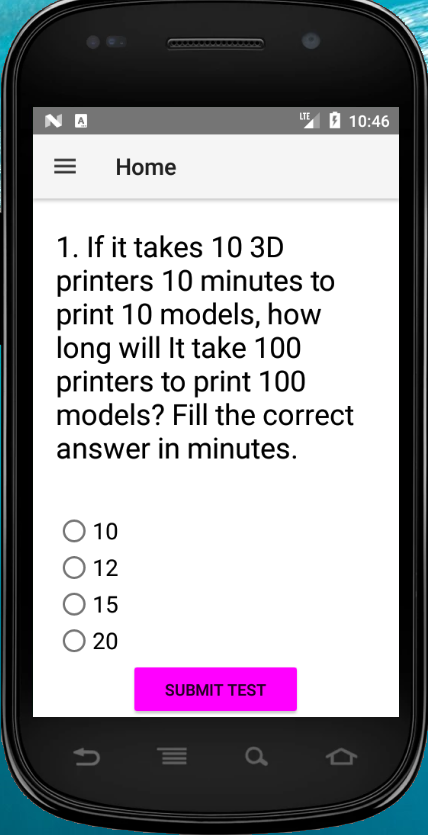 LTE 10:46
Home
1. If it takes 10 3D
printers 10 minutes to
print 10 models, how
long will It take 100
printers to print 100
models? Fill the correct
answer in minutes.
10
12
15
20
SUBMIT TEST